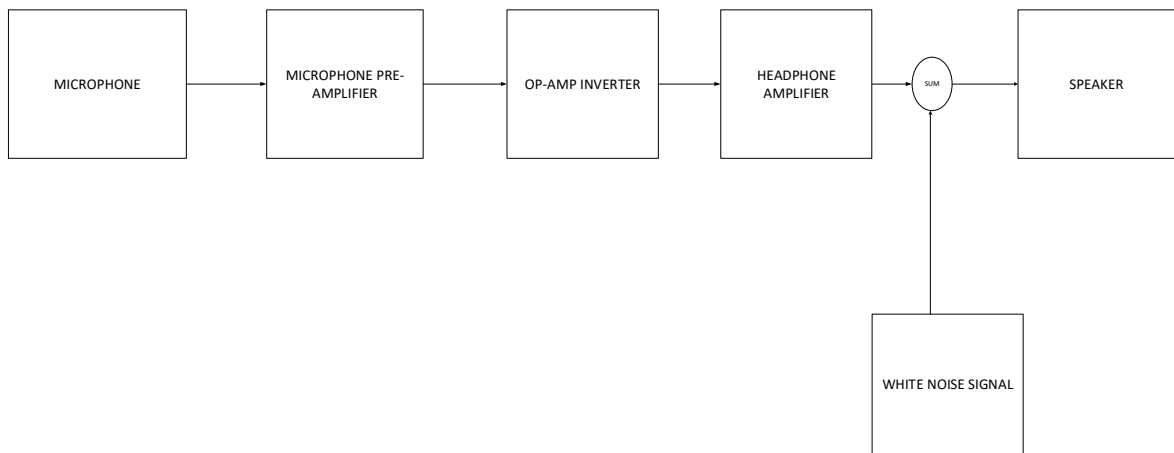 MICROPHONE
MICROPHONE PRE-
AMPLIFIER
OP-AMP INVERTER
HEADPHONE
AMPLIFIER
SUM
SPEAKER
WHITE NOISE SIGNAL